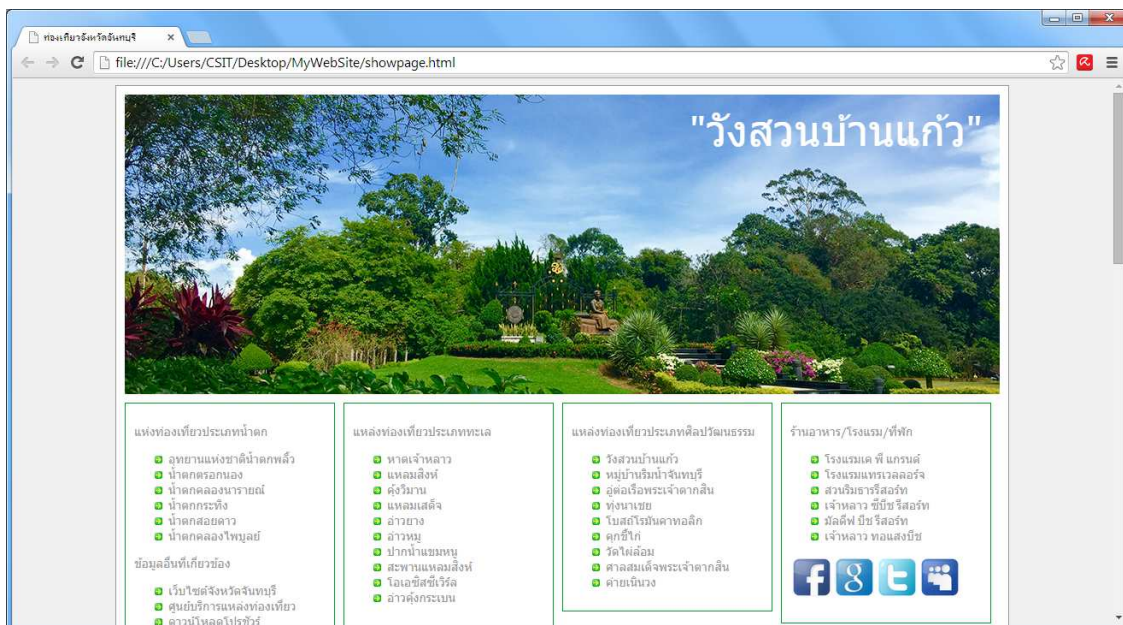 ท่องเที่ยวจังหวัดจันทบุรี
file:///C:/Users/CSIT/Desktop/MyWebSite/showpage.html
"วังสวนบ้านแก้ว"
แห่งท่องเที่ยวประเภทน้ำตก
อุทยานแห่งชาติน้ำตกพลิ้ว
น้ำตกตรอกนอง
น้ำตกคลองนารายณ์
น้ำตกกระทิง
น้ำตกสอยดาว
น้ำตกคลองไพบูลย์
ข้อมูลอื่นที่เกี่ยวข้อง
เว็บไซต์จังหวัดจันทบุรี
ศูนย์บริการแหล่งท่องเที่ยว
ดาวน์โหลดโปรชัวร์
แหล่งท่องเที่ยวประเภททะเล
หาดเจ้าหลาว
แหลมสิงห์
คุ้งวิมาน
แหลมเสด็จ
อ่าวยาง
อ่าวหมู
ปากน้ำแขมหนู
สะพานแหลมสิงห์
โอเอซิสซีเวิร์ล
อ่าวคุ้งกระเบน
แหล่งท่องเที่ยวประเภทศิลปวัฒนธรรม
วังสวนบ้านแก้ว
หมู่บ้านริมน้ำจันทบุรี
อู่ต่อเรือพระเจ้าตากสิน
ทุ่งนาเชย
โบสถ์โรมันคาทอลิก
คุกขี้ไก่
วัดไผ่ล้อม
ศาลสมเด็จพระเจ้าตากสิน
ค่ายเนินวง
ร้านอาหาร/โรงแรม/ที่พัก
โรงแรมเค พี แกรนด์
โรงแรมแทรเวลลอร์จ
สวนริมธารรีสอร์ท
เจ้าหลาว ซีบีช รีสอร์ท
มัลดีฟ บีช รีสอร์ท
เจ้าหลาว ทอแสงบีช